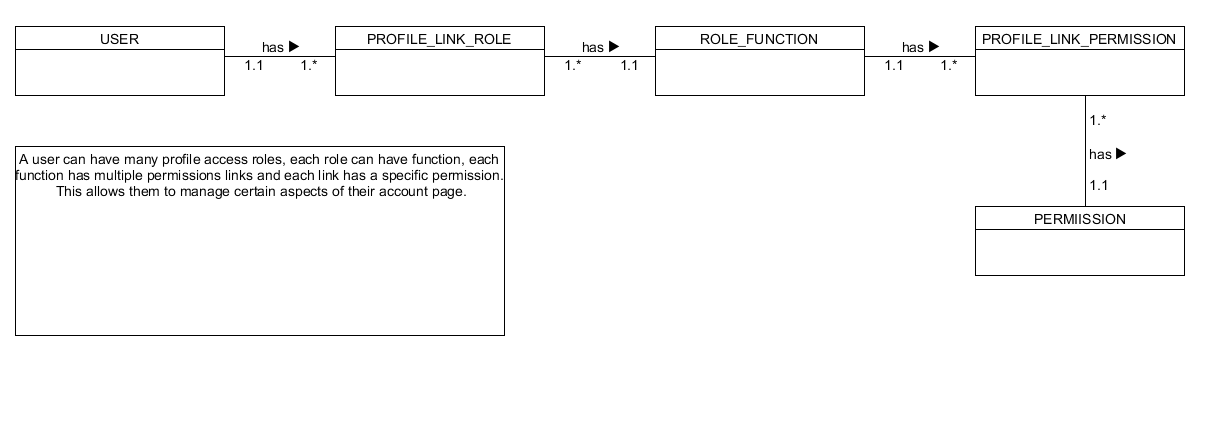 USER
has ▶
1.1 1.*
PROFILE_LINK_ROLE
has ▶
1.* 1.1
ROLE_FUNCTION
has ▶
1.1 1.*
PROFILE_LINK_PERMISSION
1.*
has ▶
1.1
PERMIISSION
A user can have many profile access roles, each role can have function, each
function has multiple permissions links and each link has a specific permission.
This allows them to manage certain aspects of their account page.